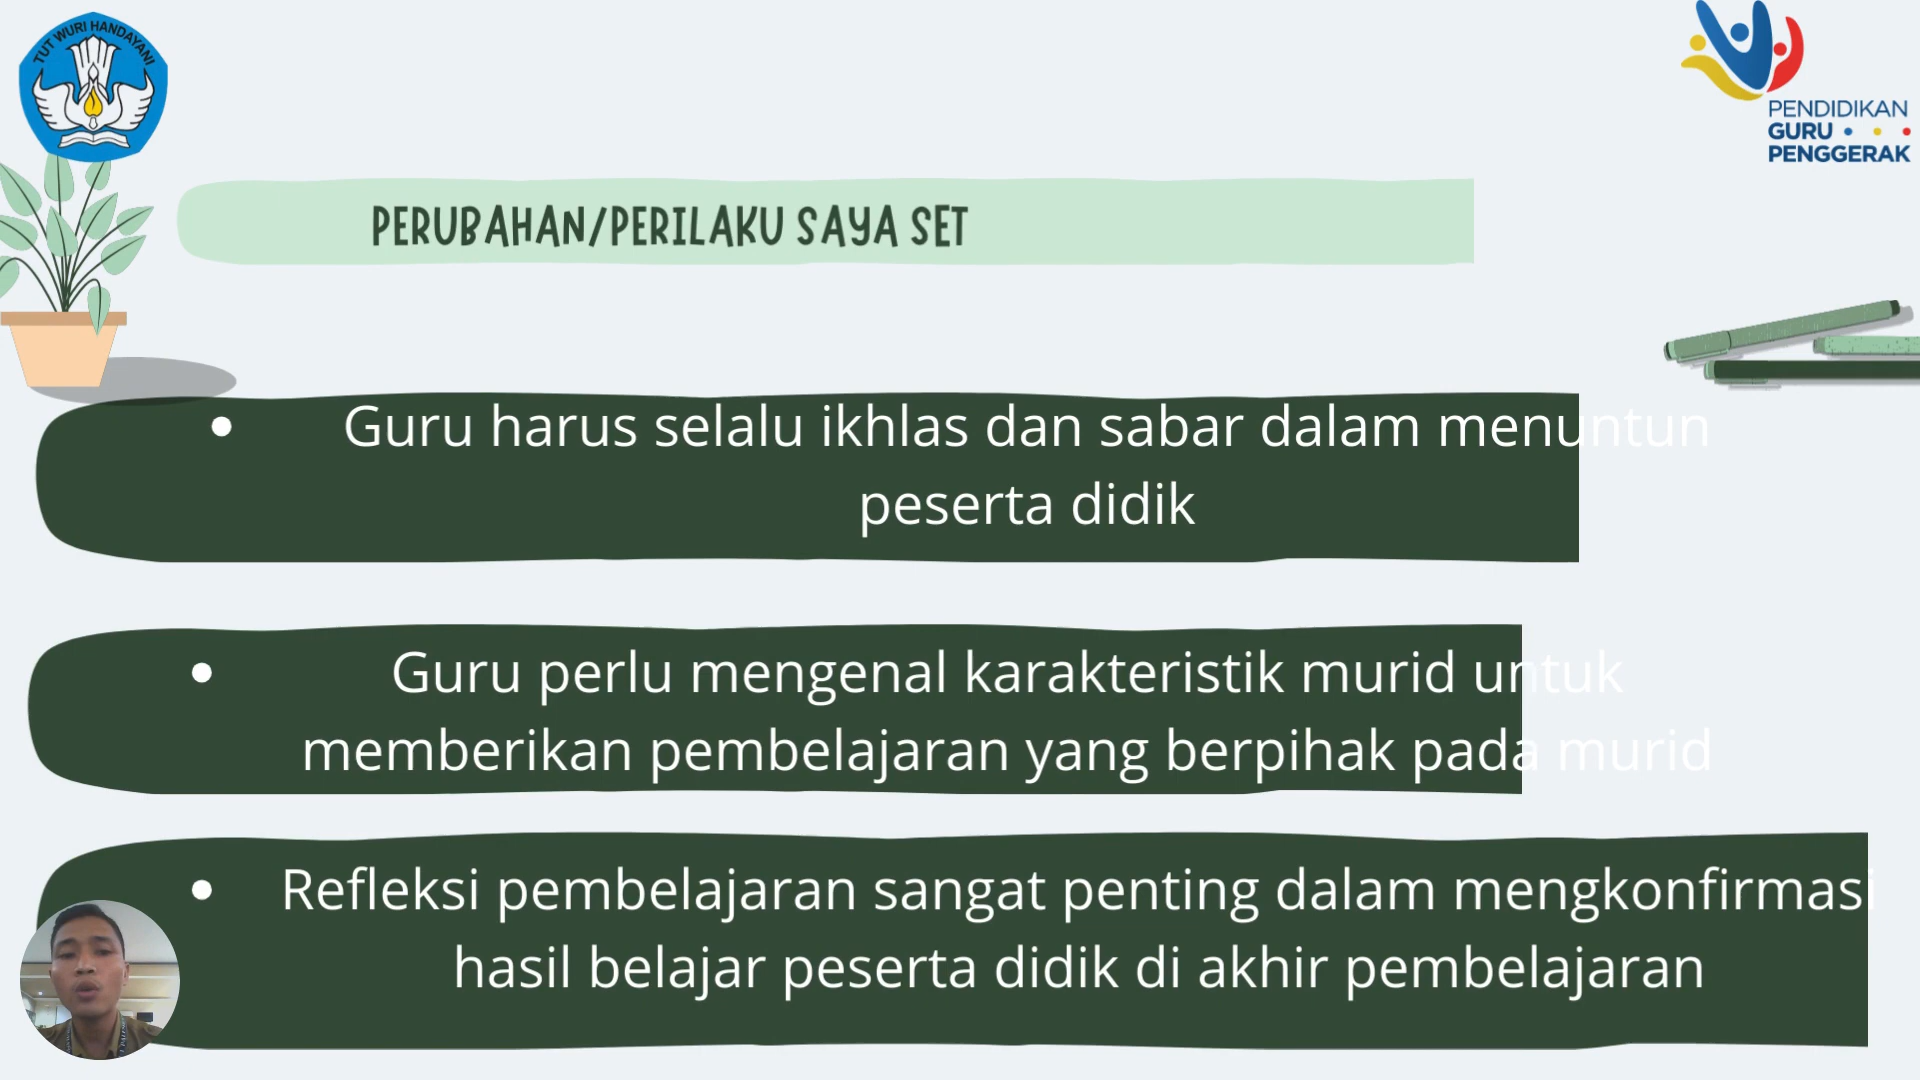 TUT WURI HANDAYANI
PENDIDIKAN
GURU
PENGGERAK
PERUBAHAN/PERILAKU SAYA SET
• Guru harus selalu ikhlas dan sabar dalam menuntun
peserta didik
• Guru perlu mengenal karakteristik murid untuk
memberikan pembelajaran yang berpihak pada murid
• Refleksi pembelajaran sangat penting dalam mengkonfirmasi
hasil belajar peserta didik di akhir pembelajaran